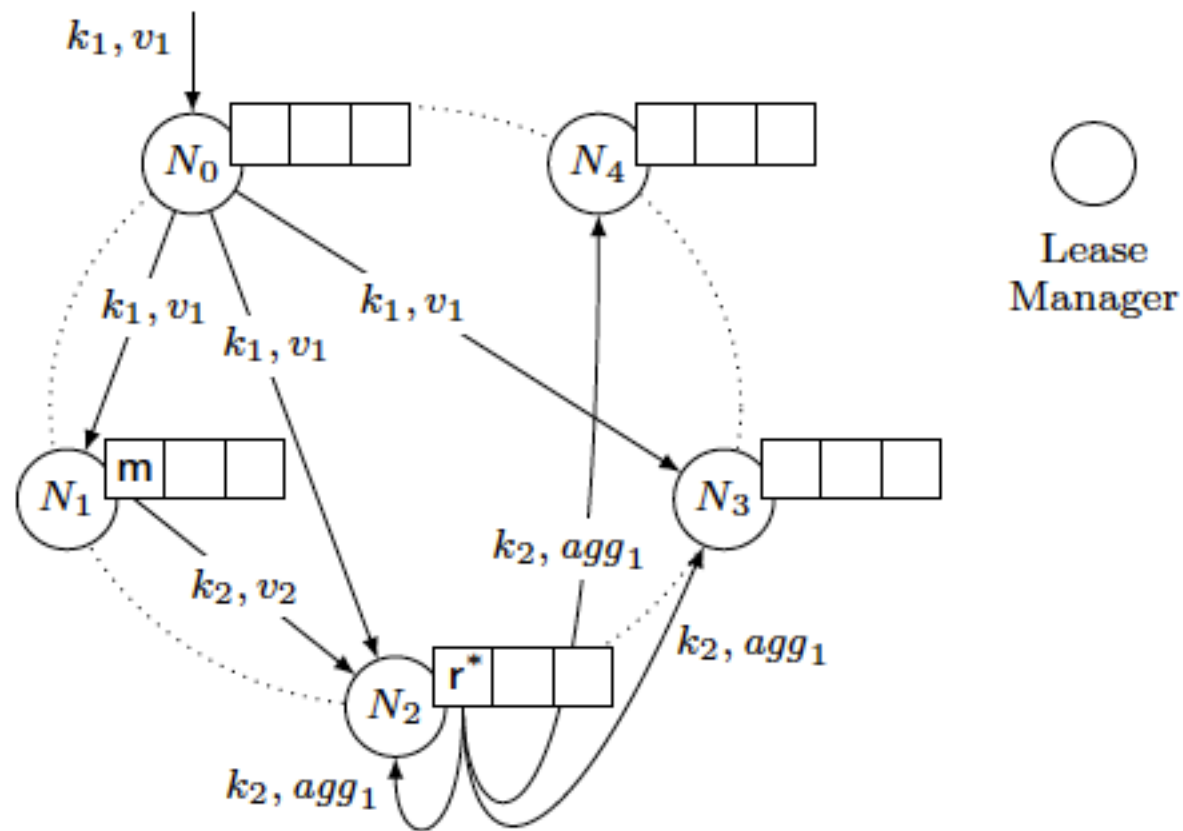 k₁, v₁
N₀
N₄
Lease
Manager
k₁, v₁
k₁, v₁
k₁, v₁
N₁
m
N₃
k₂, v₂
k₂, agg₁
k₂, agg₁
N₂
r*
k₂, agg₁